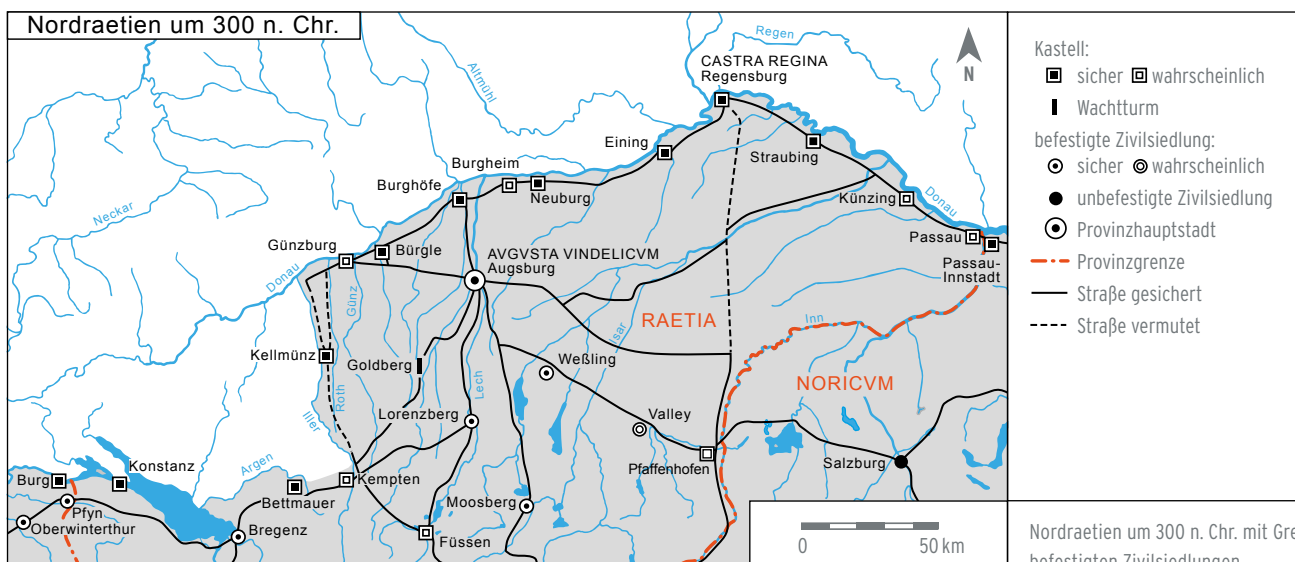 Nordraetien um 300 n. Chr.
Regen
Altmühl
N
CASTRA REGINA
Regensburg
Eining
Straubing
Burgheim
Neuburg
Burghöfe
Künzing
Donau
Neckar
Passau
Passau-
Innstadt
Günzburg
Bürgle
AVGVSTA VINDELICVM
Augsburg
Donau
Günz
RAETIA
Isar
Inn
Kellmünz
Roth
Goldberg
Lech
Weßling
NORICVM
Iller
Lorenzberg
Valley
Salzburg
Pfaffenhofen
Konstanz
Argen
Burg
Kempten
Bettmauer
Moosberg
Pfyn
Oberwinterthur
Bregenz
Füssen
0 50 km
Kastell:
sicher wahrscheinlich
Wachtturm
befestigte Zivilsiedlung:
sicher wahrscheinlich
unbefestigte Zivilsiedlung
Provinzhauptstadt
Provinzgrenze
Straße gesichert
Straße vermutet
Nordraetien um 300 n. Chr. mit Gre
befestigten Zivilsiedlungen